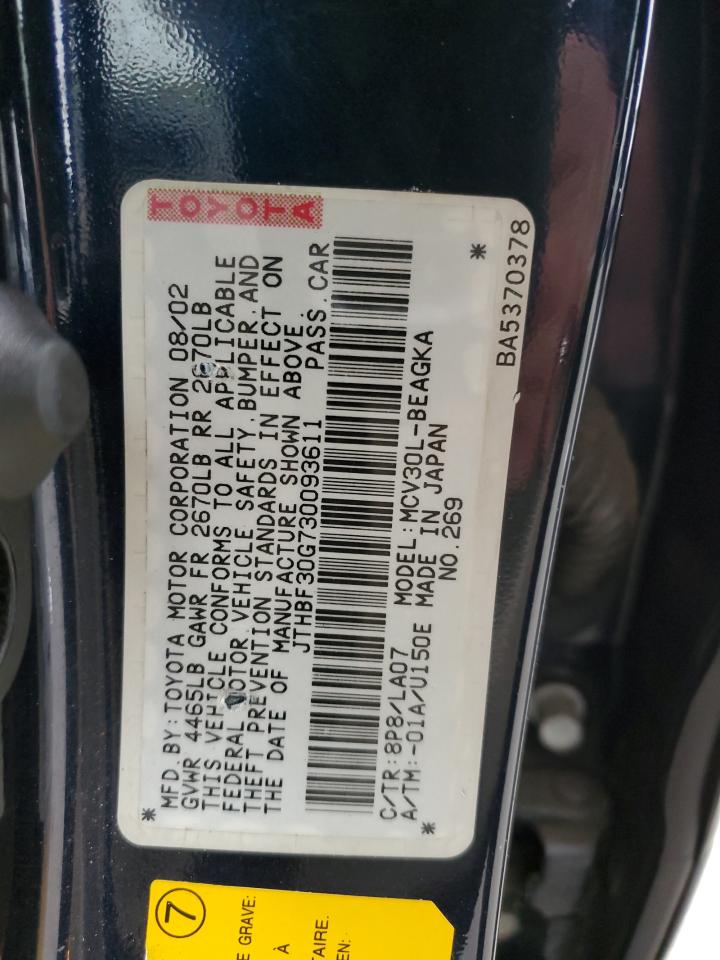 TOYOTA
*MFD.BY:TOYOTA MOTOR CORPORATION 08/02
GVWR 4465LB GAWR FR 2670LB RR 2670LB
THIS VEHICLE CONFORMS TO ALL APPLICABLE
FEDERAL MOTOR VEHICLE SAFETY,BUMPER,AND
THEFT PREVENTION STANDARDS IN EFFECT ON
THE DATE OF MANUFACTURE SHOWN ABOVE.
JTHBF30G730093611 PASS.CAR
C/TR:8P8/LA07 MODEL:MCV30L-BEAGKA
A/TM:-01A/U150E MADE IN JAPAN
* NO.269 *
BA5370378
7
E GRAVE:
À
TAIRE.
EN: